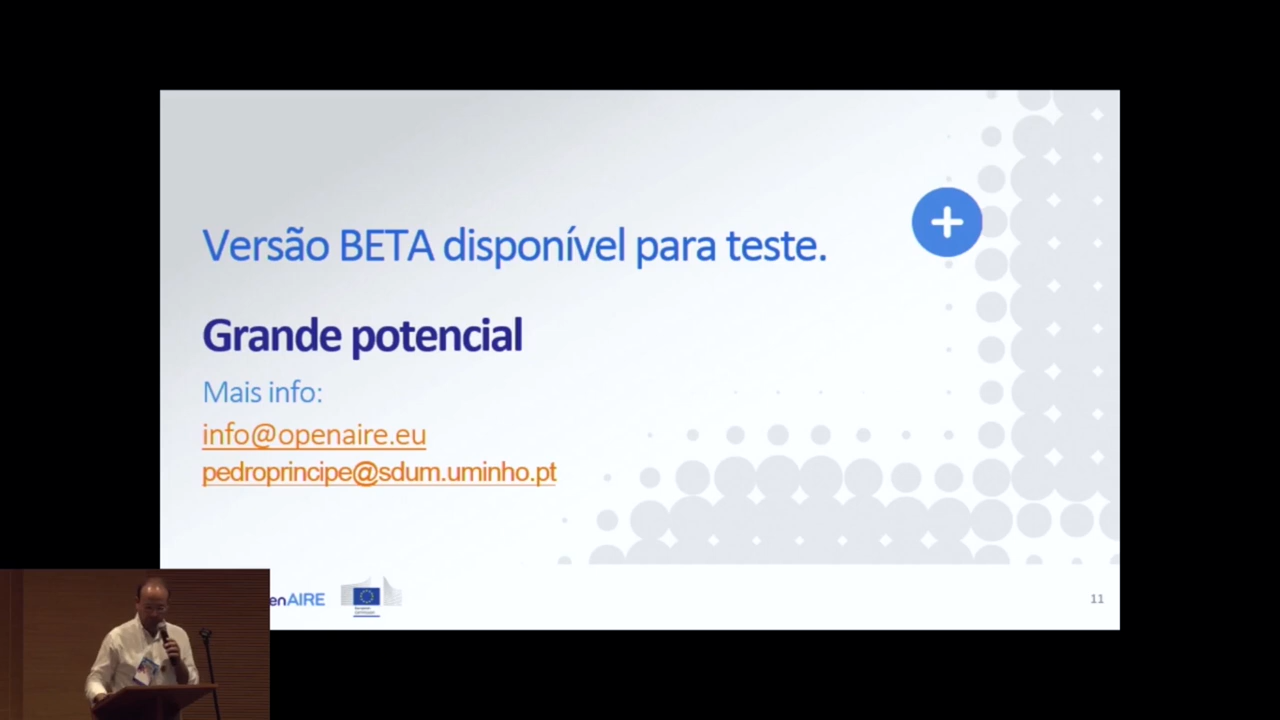 Versão BETA disponível para teste.
Grande potencial
Mais info:
info@openaire.eu
pedroprincipe@sdum.uminho.pt
enAIRE
11